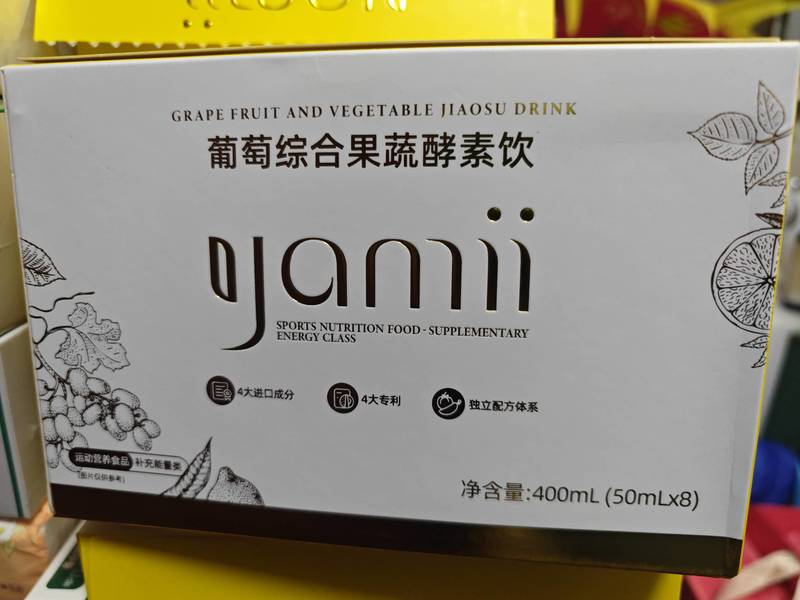 GRAPE FRUIT AND VEGETABLE JIAOSU DRINK
葡萄综合果蔬酵素饮
yamii
SPORTS NUTRITION FOOD - SUPPLEMENTARY
ENERGY CLASS
4大进口成分
4大专利
独立配方体系
运动营养食品 补充能量类
(图片仅供参考)
净含量:400mL (50mLx8)